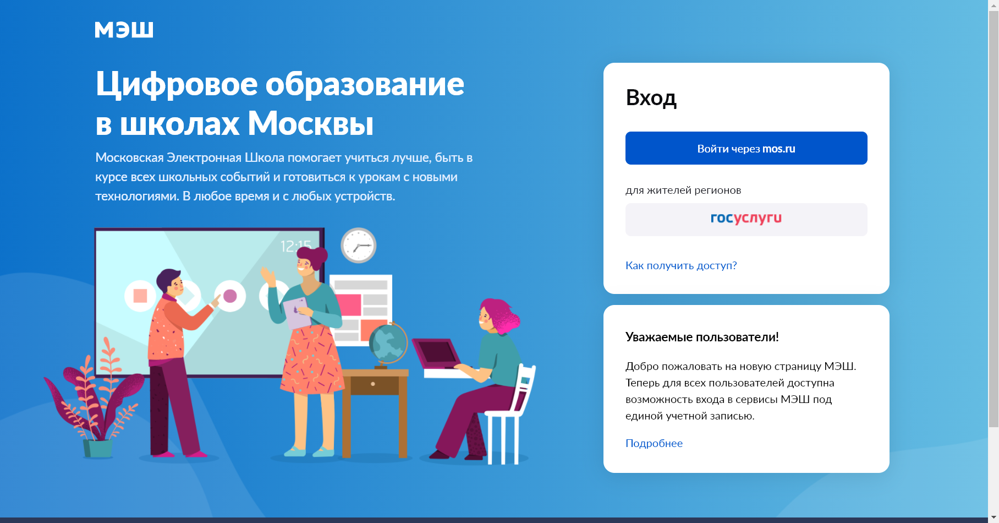 МЭШ
Цифровое образование
в школах Москвы
Московская Электронная Школа помогает учиться лучше, быть в
курсе всех школьных событий и готовиться к урокам с новыми
технологиями. В любое время и с любых устройств.
12:15
Вход
Войти через mos.ru
для жителей регионов
госуслуги
Как получить доступ?
Уважаемые пользователи!
Добро пожаловать на новую страницу МЭШ.
Теперь для всех пользователей доступна
возможность входа в сервисы МЭШ под
единой учетной записью.
Подробнее